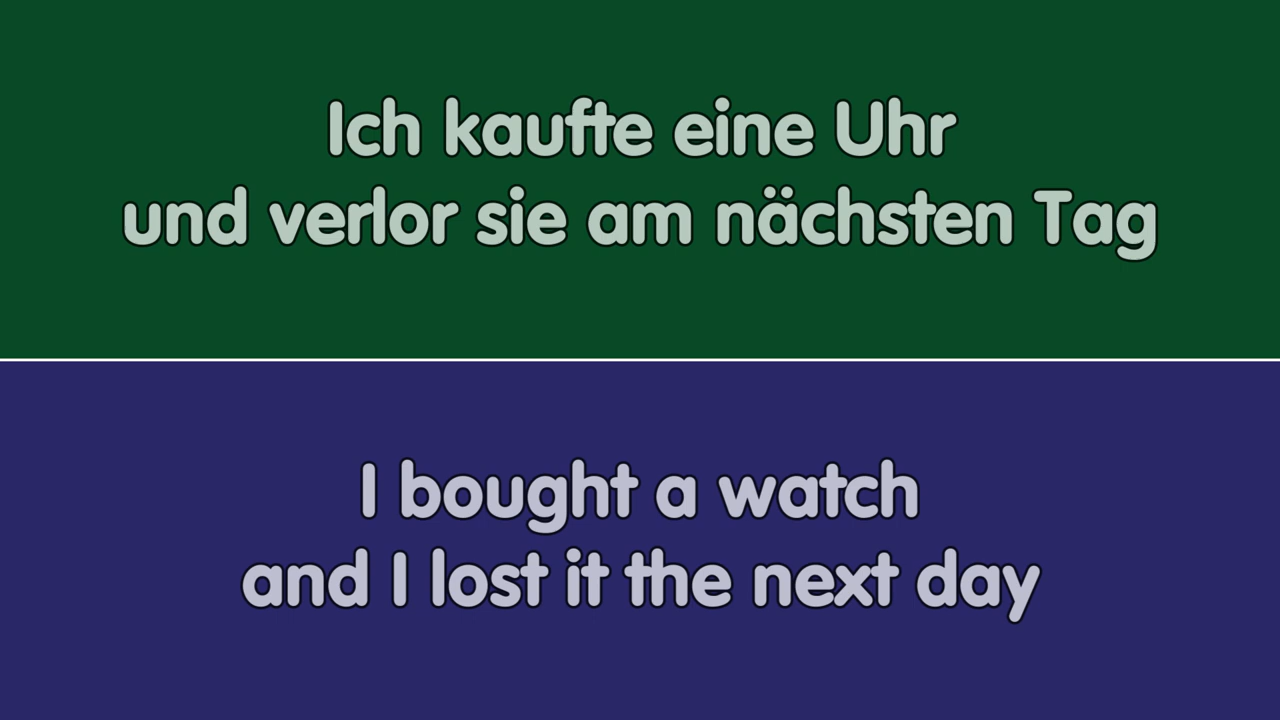 Ich kaufte eine Uhr
und verlor sie am nächsten Tag
I bought a watch
and I lost it the next day